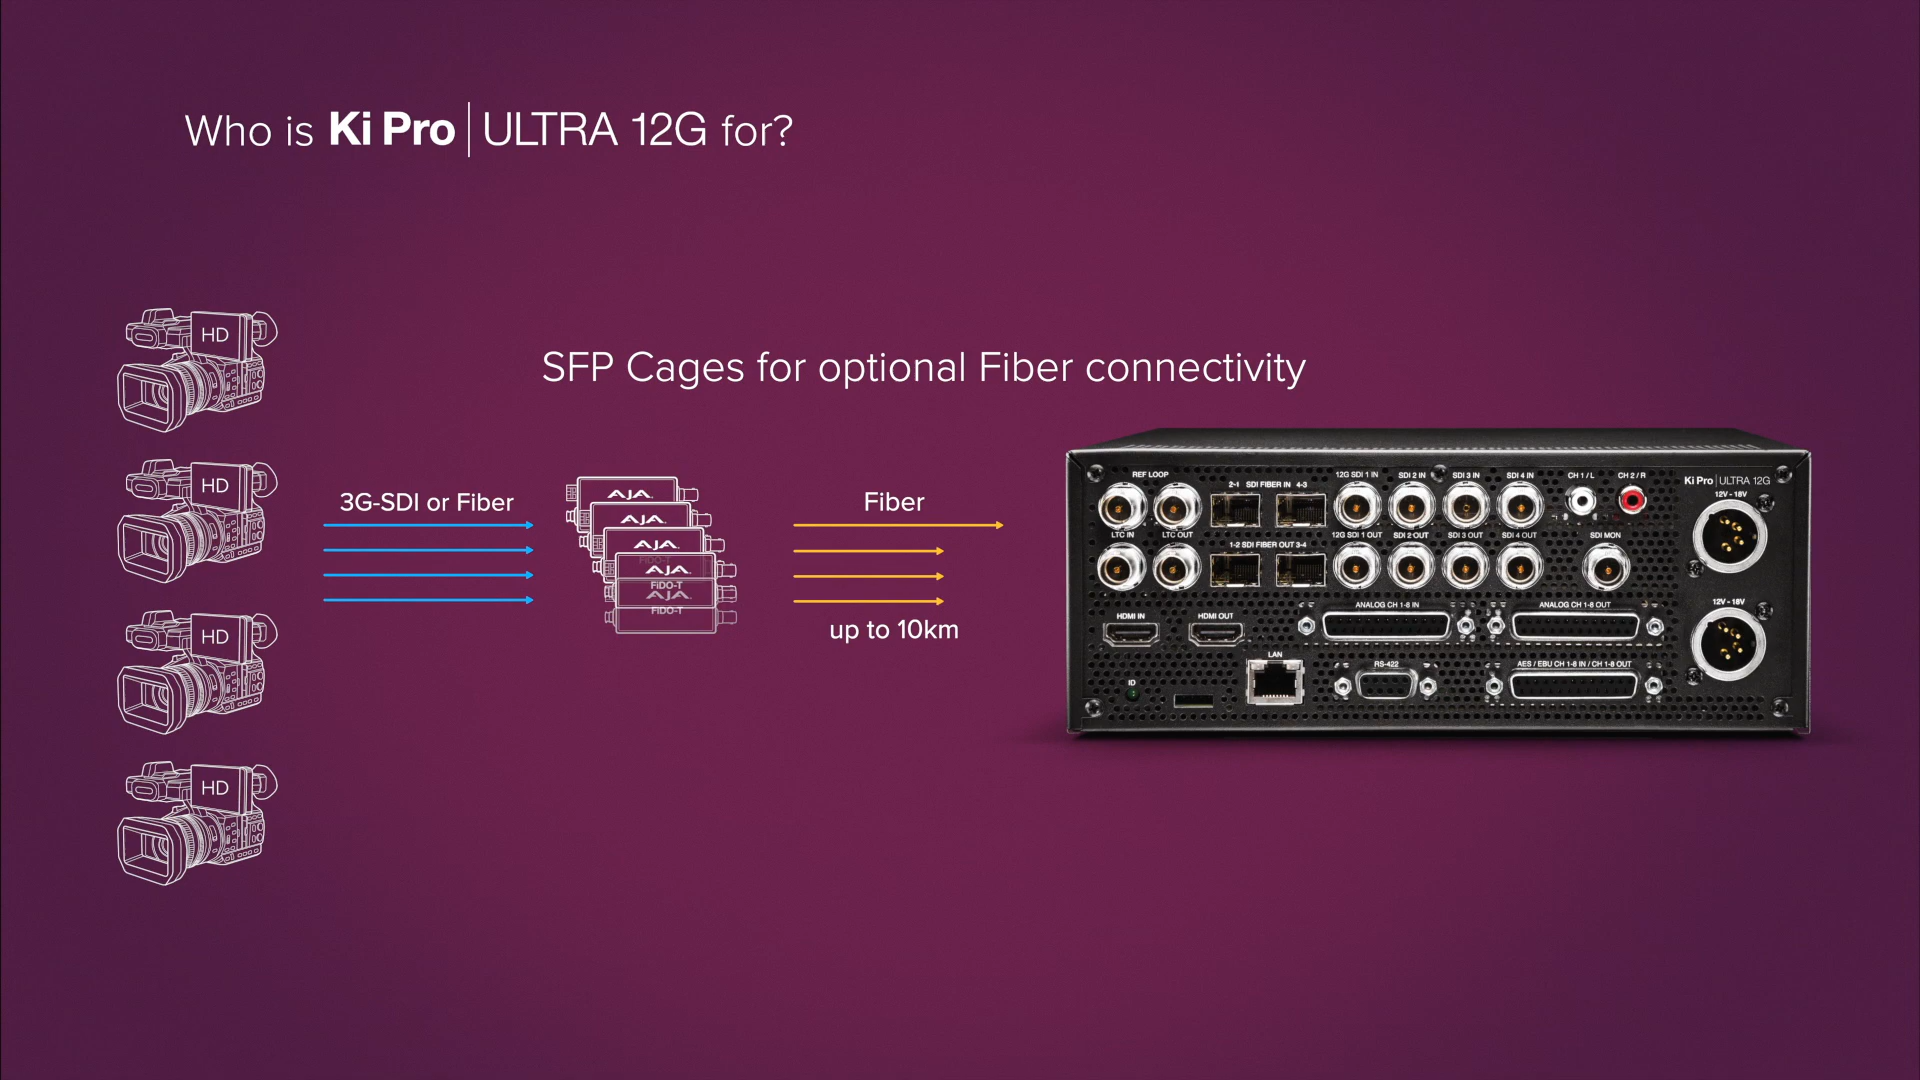 Who is Ki Pro | ULTRA 12G for?
SFP Cages for optional Fiber connectivity
HD
HD
HD
HD
3G-SDI or Fiber
AJA
AJA
AJA
AJA
FiDO-T
AJA
FiDO-T
Fiber
up to 10km
REF LOOP
2-1 SDI FIBER IN 4-3
12G SDI 1 IN
SDI 2 IN
SDI 3 IN
SDI 4 IN
CH 1 / L
CH 2 / R
Ki Pro | ULTRA 12G
12V - 18V
LTC IN
LTC OUT
1-2 SDI FIBER OUT 3-4
12G SDI 1 OUT
SDI 2 OUT
SDI 3 OUT
SDI 4 OUT
SDI MON
HDMI IN
HDMI OUT
ANALOG CH 1-8 IN
ANALOG CH 1-8 OUT
12V - 18V
ID
LAN
RS-422
AES / EBU CH 1-8 IN / CH 1-8 OUT